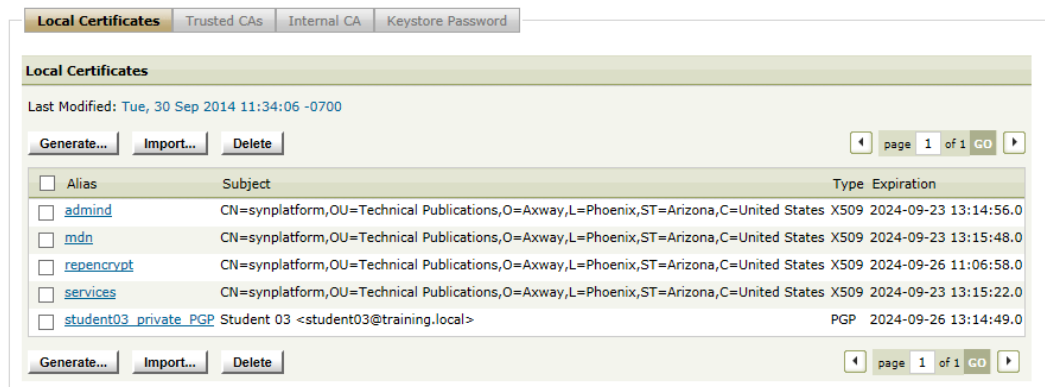 Local Certificates Trusted CAs Internal CA Keystore Password
Local Certificates
Last Modified: Tue, 30 Sep 2014 11:34:06 -0700
Generate... Import... Delete page 1 of 1 GO
Alias Subject Type Expiration
admind CN=synplatform,OU=Technical Publications,O=Axway,L=Phoenix,ST=Arizona,C=United States X509 2024-09-23 13:14:56.0
mdn CN=synplatform,OU=Technical Publications,O=Axway,L=Phoenix,ST=Arizona,C=United States X509 2024-09-23 13:15:48.0
repencrypt CN=synplatform,OU=Technical Publications,O=Axway,L=Phoenix,ST=Arizona,C=United States X509 2024-09-26 11:06:58.0
services CN=synplatform,OU=Technical Publications,O=Axway,L=Phoenix,ST=Arizona,C=United States X509 2024-09-23 13:15:22.0
student03_private_PGP Student 03 <student03@training.local> PGP 2024-09-26 13:14:49.0
Generate... Import... Delete page 1 of 1 GO